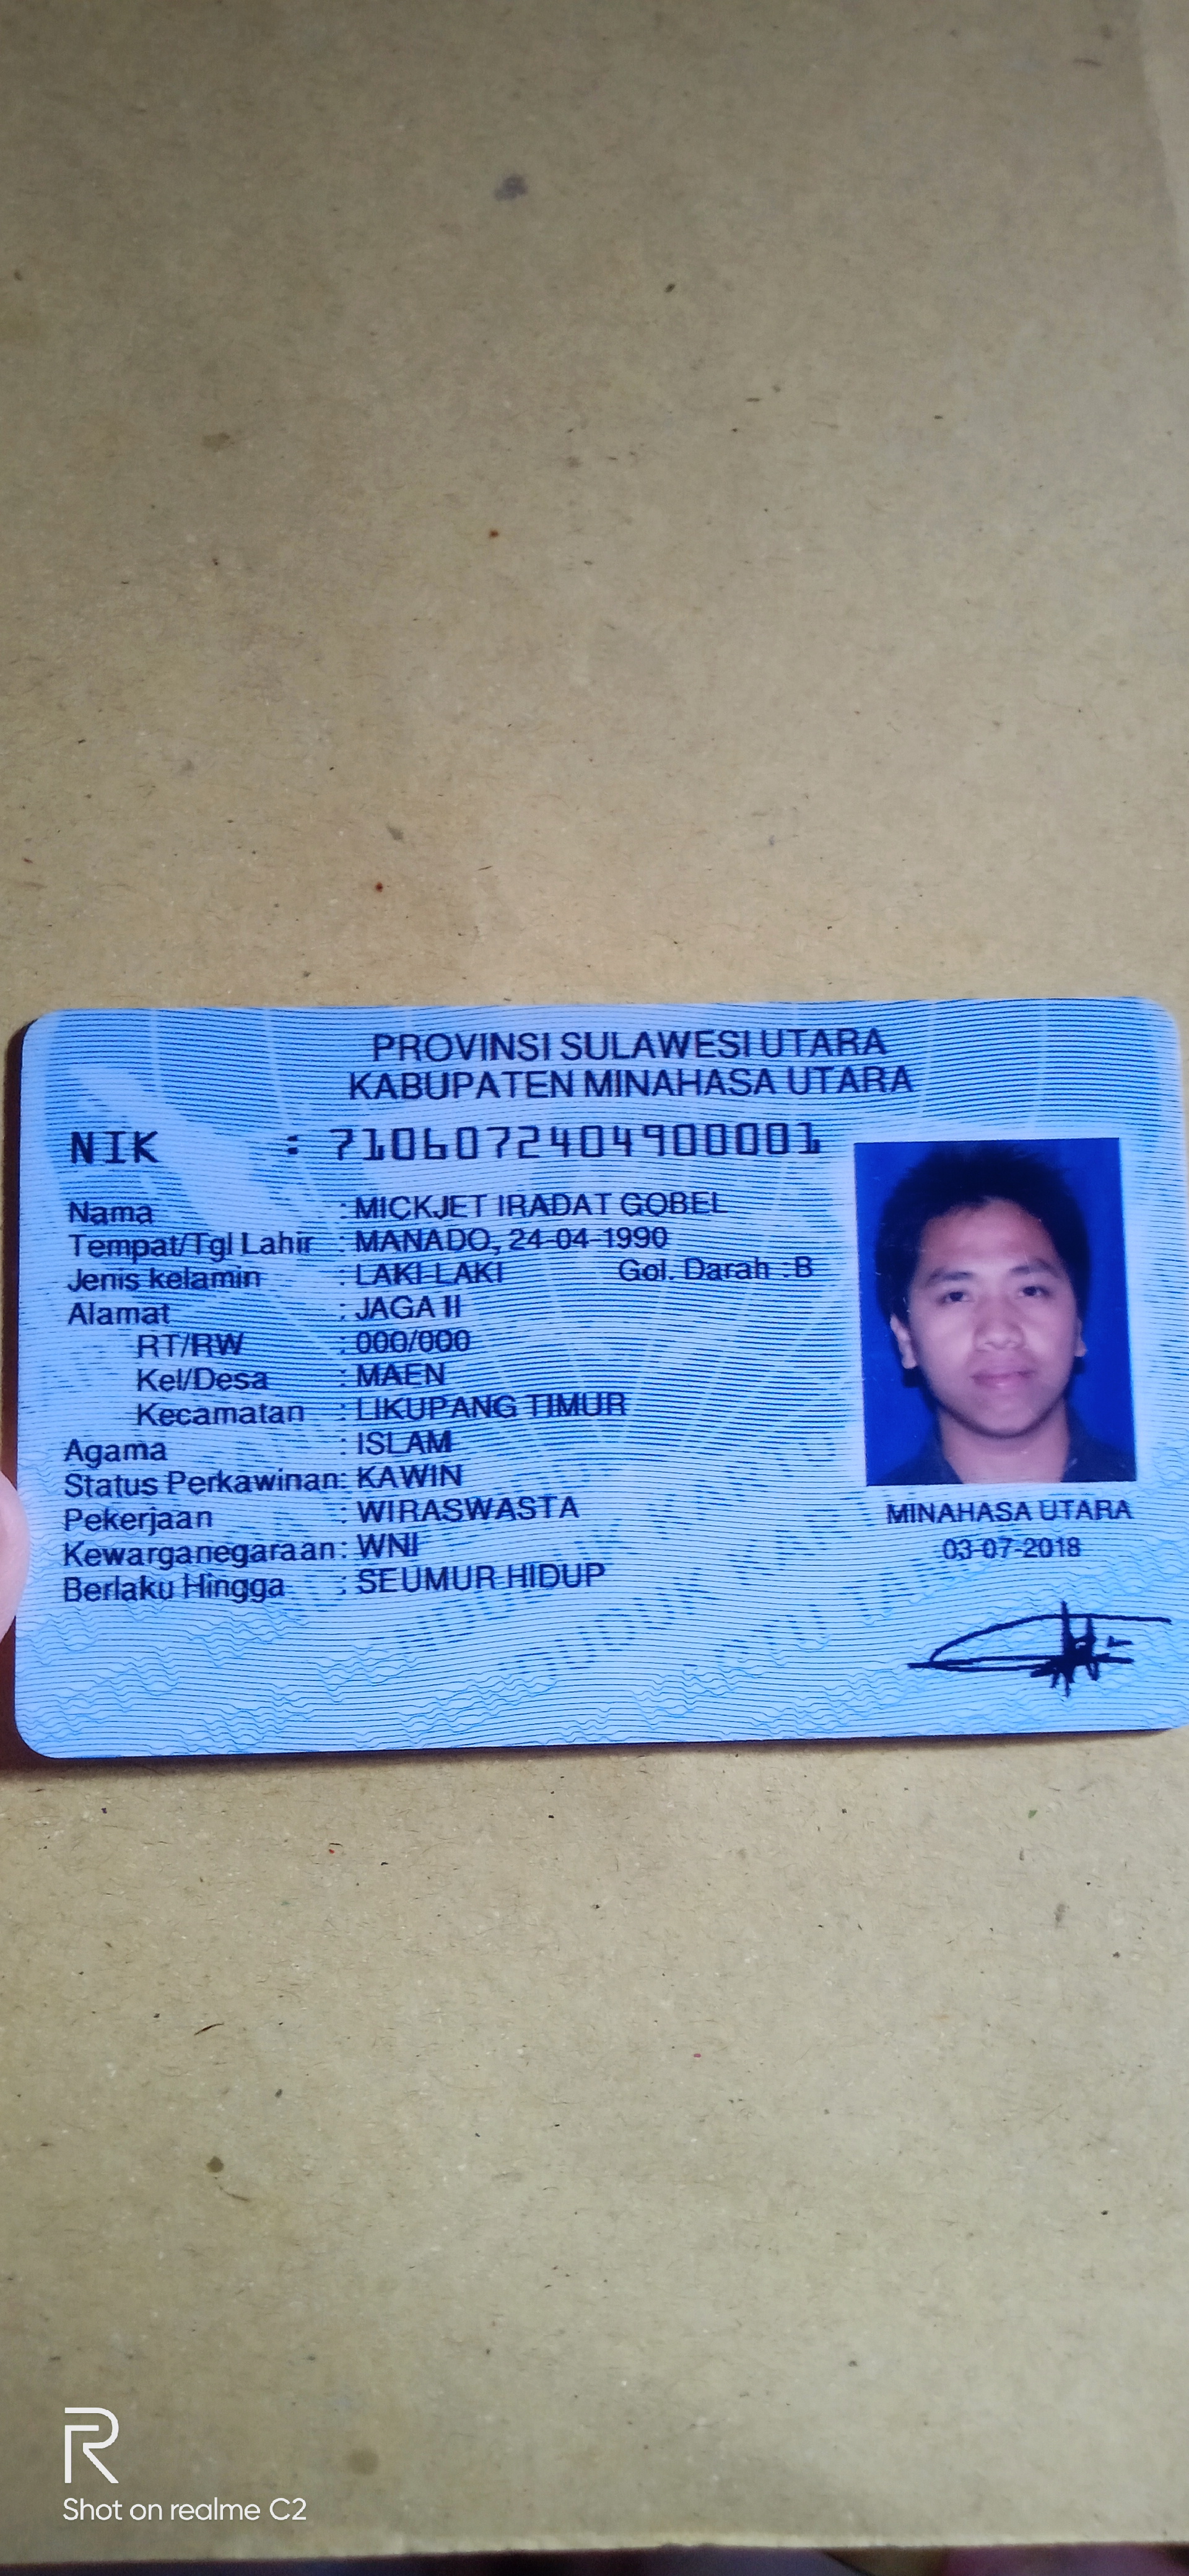 PROVINSI SULAWESI UTARA
KABUPATEN MINAHASA UTARA
NIK : 7106072404900001
Nama : MICKJET IRADAT GOBEL
Tempat/Tgl Lahir : MANADO, 24-04-1990
Jenis kelamin : LAKI-LAKI Gol. Darah : B
Alamat : JAGA II
RT/RW : 000/000
Kel/Desa : MAEN
Kecamatan : LIKUPANG TIMUR
Agama : ISLAM
Status Perkawinan: KAWIN
Pekerjaan : WIRASWASTA
Kewarganegaraan: WNI
Berlaku Hingga : SEUMUR HIDUP
MINAHASA UTARA
03-07-2018
R
Shot on realme C2